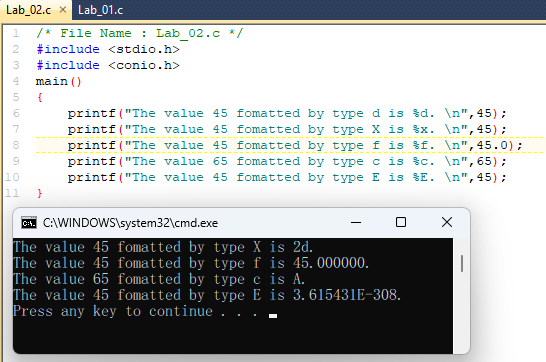 Lab_02.c × Lab_01.c
1 /* File Name : Lab_02.c */
2 #include <stdio.h>
3 #include <conio.h>
4 main()
5 {
6 printf("The value 45 fomatted by type d is %d. \n",45);
7 printf("The value 45 fomatted by type X is %x. \n",45);
8 printf("The value 45 fomatted by type f is %f. \n",45.0);
9 printf("The value 65 fomatted by type c is %c. \n",65);
10 printf("The value 45 fomatted by type E is %E. \n",45);
11 }
C:\WINDOWS\system32\cmd.exe
The value 45 fomatted by type X is 2d.
The value 45 fomatted by type f is 45.000000.
The value 65 fomatted by type c is A.
The value 45 fomatted by type E is 3.615431E-308.
Press any key to continue . . .